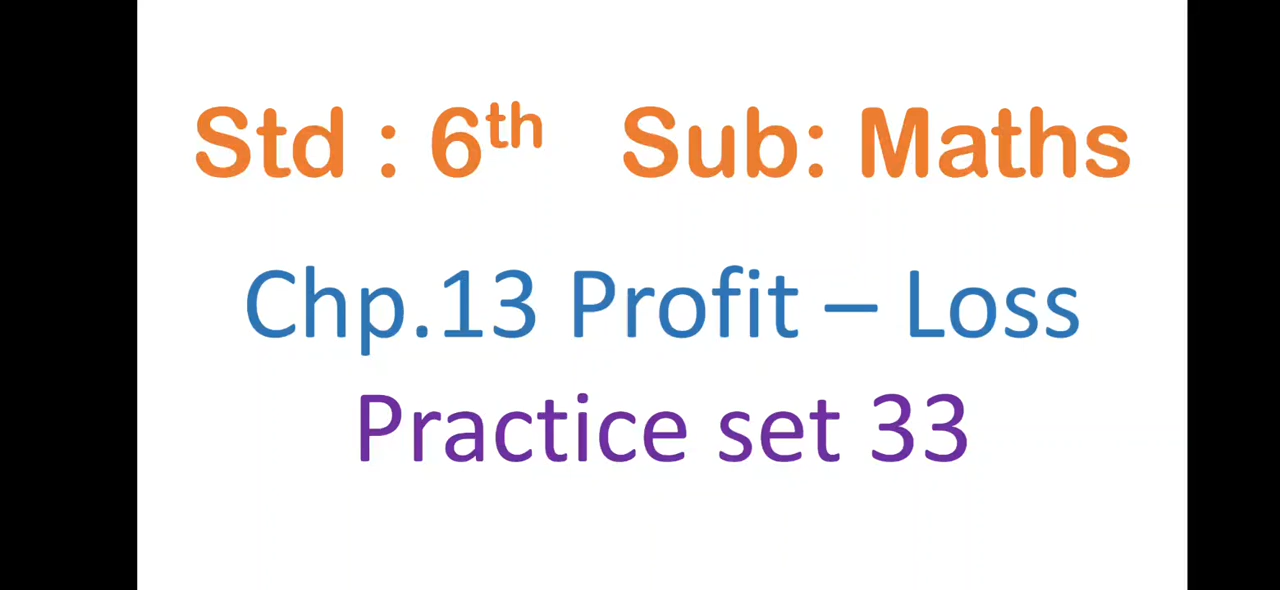 Std : 6th Sub: Maths
Chp.13 Profit – Loss
Practice set 33